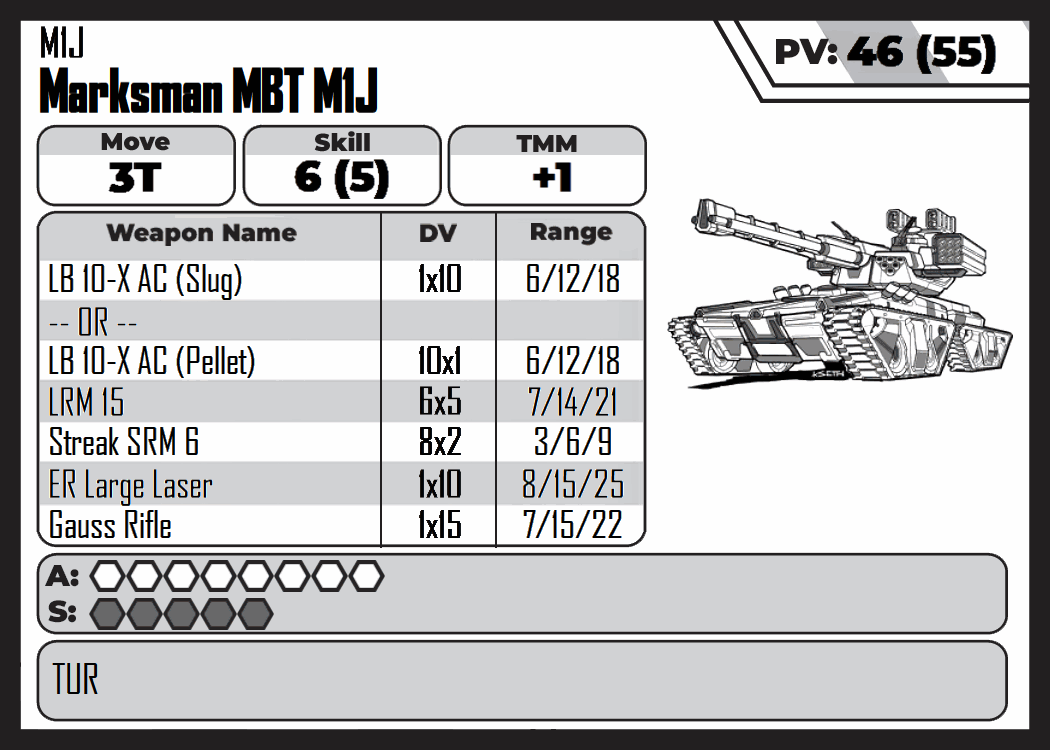 M1J
Marksman MBT M1J
PV: 46 (55)
Move Skill TMM
3T 6 (5) +1
Weapon Name DV Range
LB 10-X AC (Slug) 1x10 6/12/18
-- OR --
LB 10-X AC (Pellet) 10x1 6/12/18
LRM 15 6x5 7/14/21
Streak SRM 6 8x2 3/6/9
ER Large Laser 1x10 8/15/25
Gauss Rifle 1x15 7/15/22
A:
S:
TUR